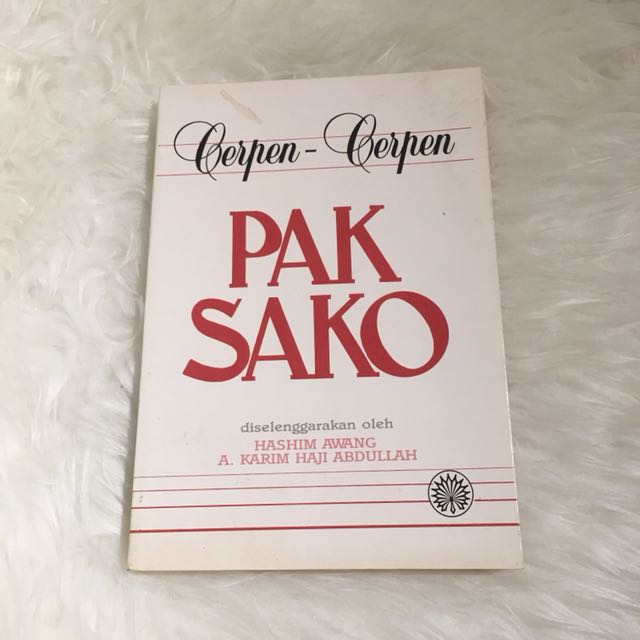 Cerpen - Cerpen
PAK
SAKO
diselenggarakan oleh
HASHIM AWANG
A. KARIM HAJI ABDULLAH